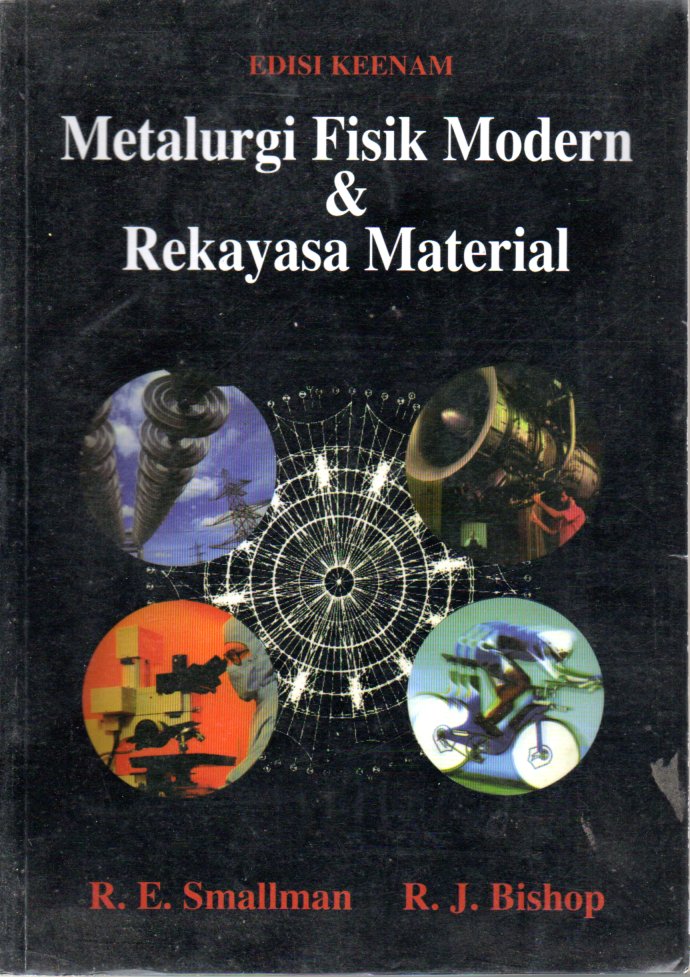 EDISI KEENAM
Metalurgi Fisik Modern
&
Rekayasa Material
R. E. Smallman R. J. Bishop